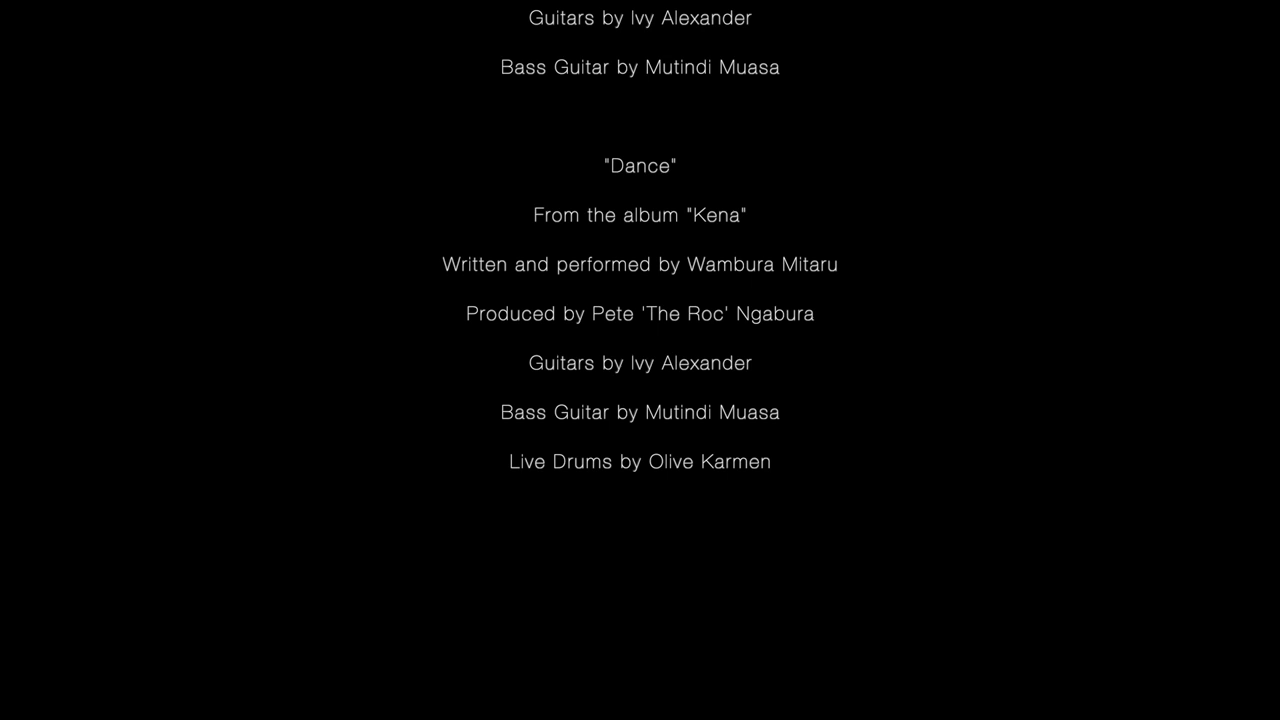 Guitars by Ivy Alexander
Bass Guitar by Mutindi Muasa
"Dance"
From the album "Kena"
Written and performed by Wambura Mitaru
Produced by Pete 'The Roc' Ngabura
Guitars by Ivy Alexander
Bass Guitar by Mutindi Muasa
Live Drums by Olive Karmen